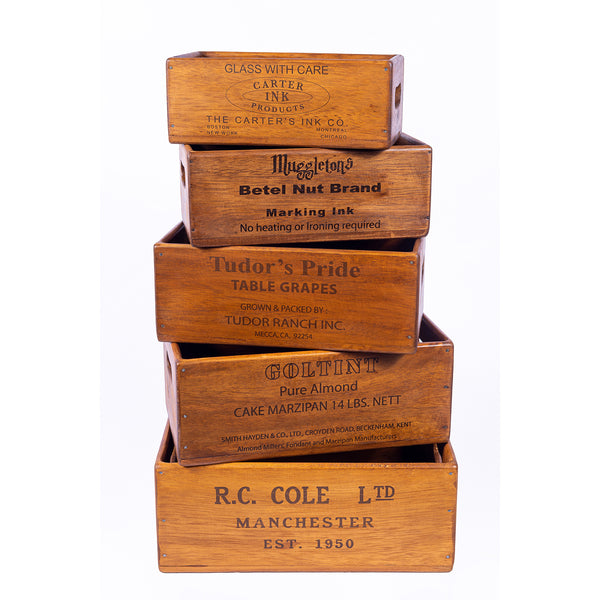 GLASS WITH CARE
CARTER
INK
PRODUCTS
THE CARTER'S INK CO.
BOSTON MONTREAL
NEW YORK CHICAGO
Muggletons
Betel Nut Brand
Marking Ink
No heating or Ironing required
Tudor's Pride
TABLE GRAPES
GROWN & PACKED BY :
TUDOR RANCH INC.
MECCA, CA, 92254
GOLTINT
Pure Almond
CAKE MARZIPAN 14 LBS. NETT
SMITH HAYDEN & CO., LTD., CROYDEN ROAD, BECKENHAM, KENT
Almond Millers, Fondant and Marzipan Manufacturers
R.C. COLE LTD
MANCHESTER
EST. 1950